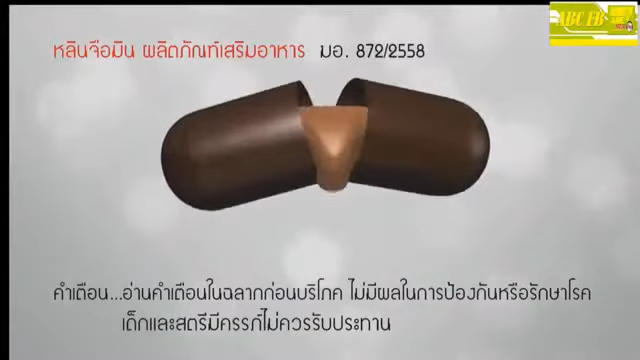 ABC FB
หลินจือมิน ผลิตภัณฑ์เสริมอาหาร มอ. 872/2558
คำเตือน...อ่านคำเตือนในฉลากก่อนบริโภค ไม่มีผลในการป้องกันหรือรักษาโรค
เด็กและสตรีมีครรภ์ไม่ควรรับประทาน